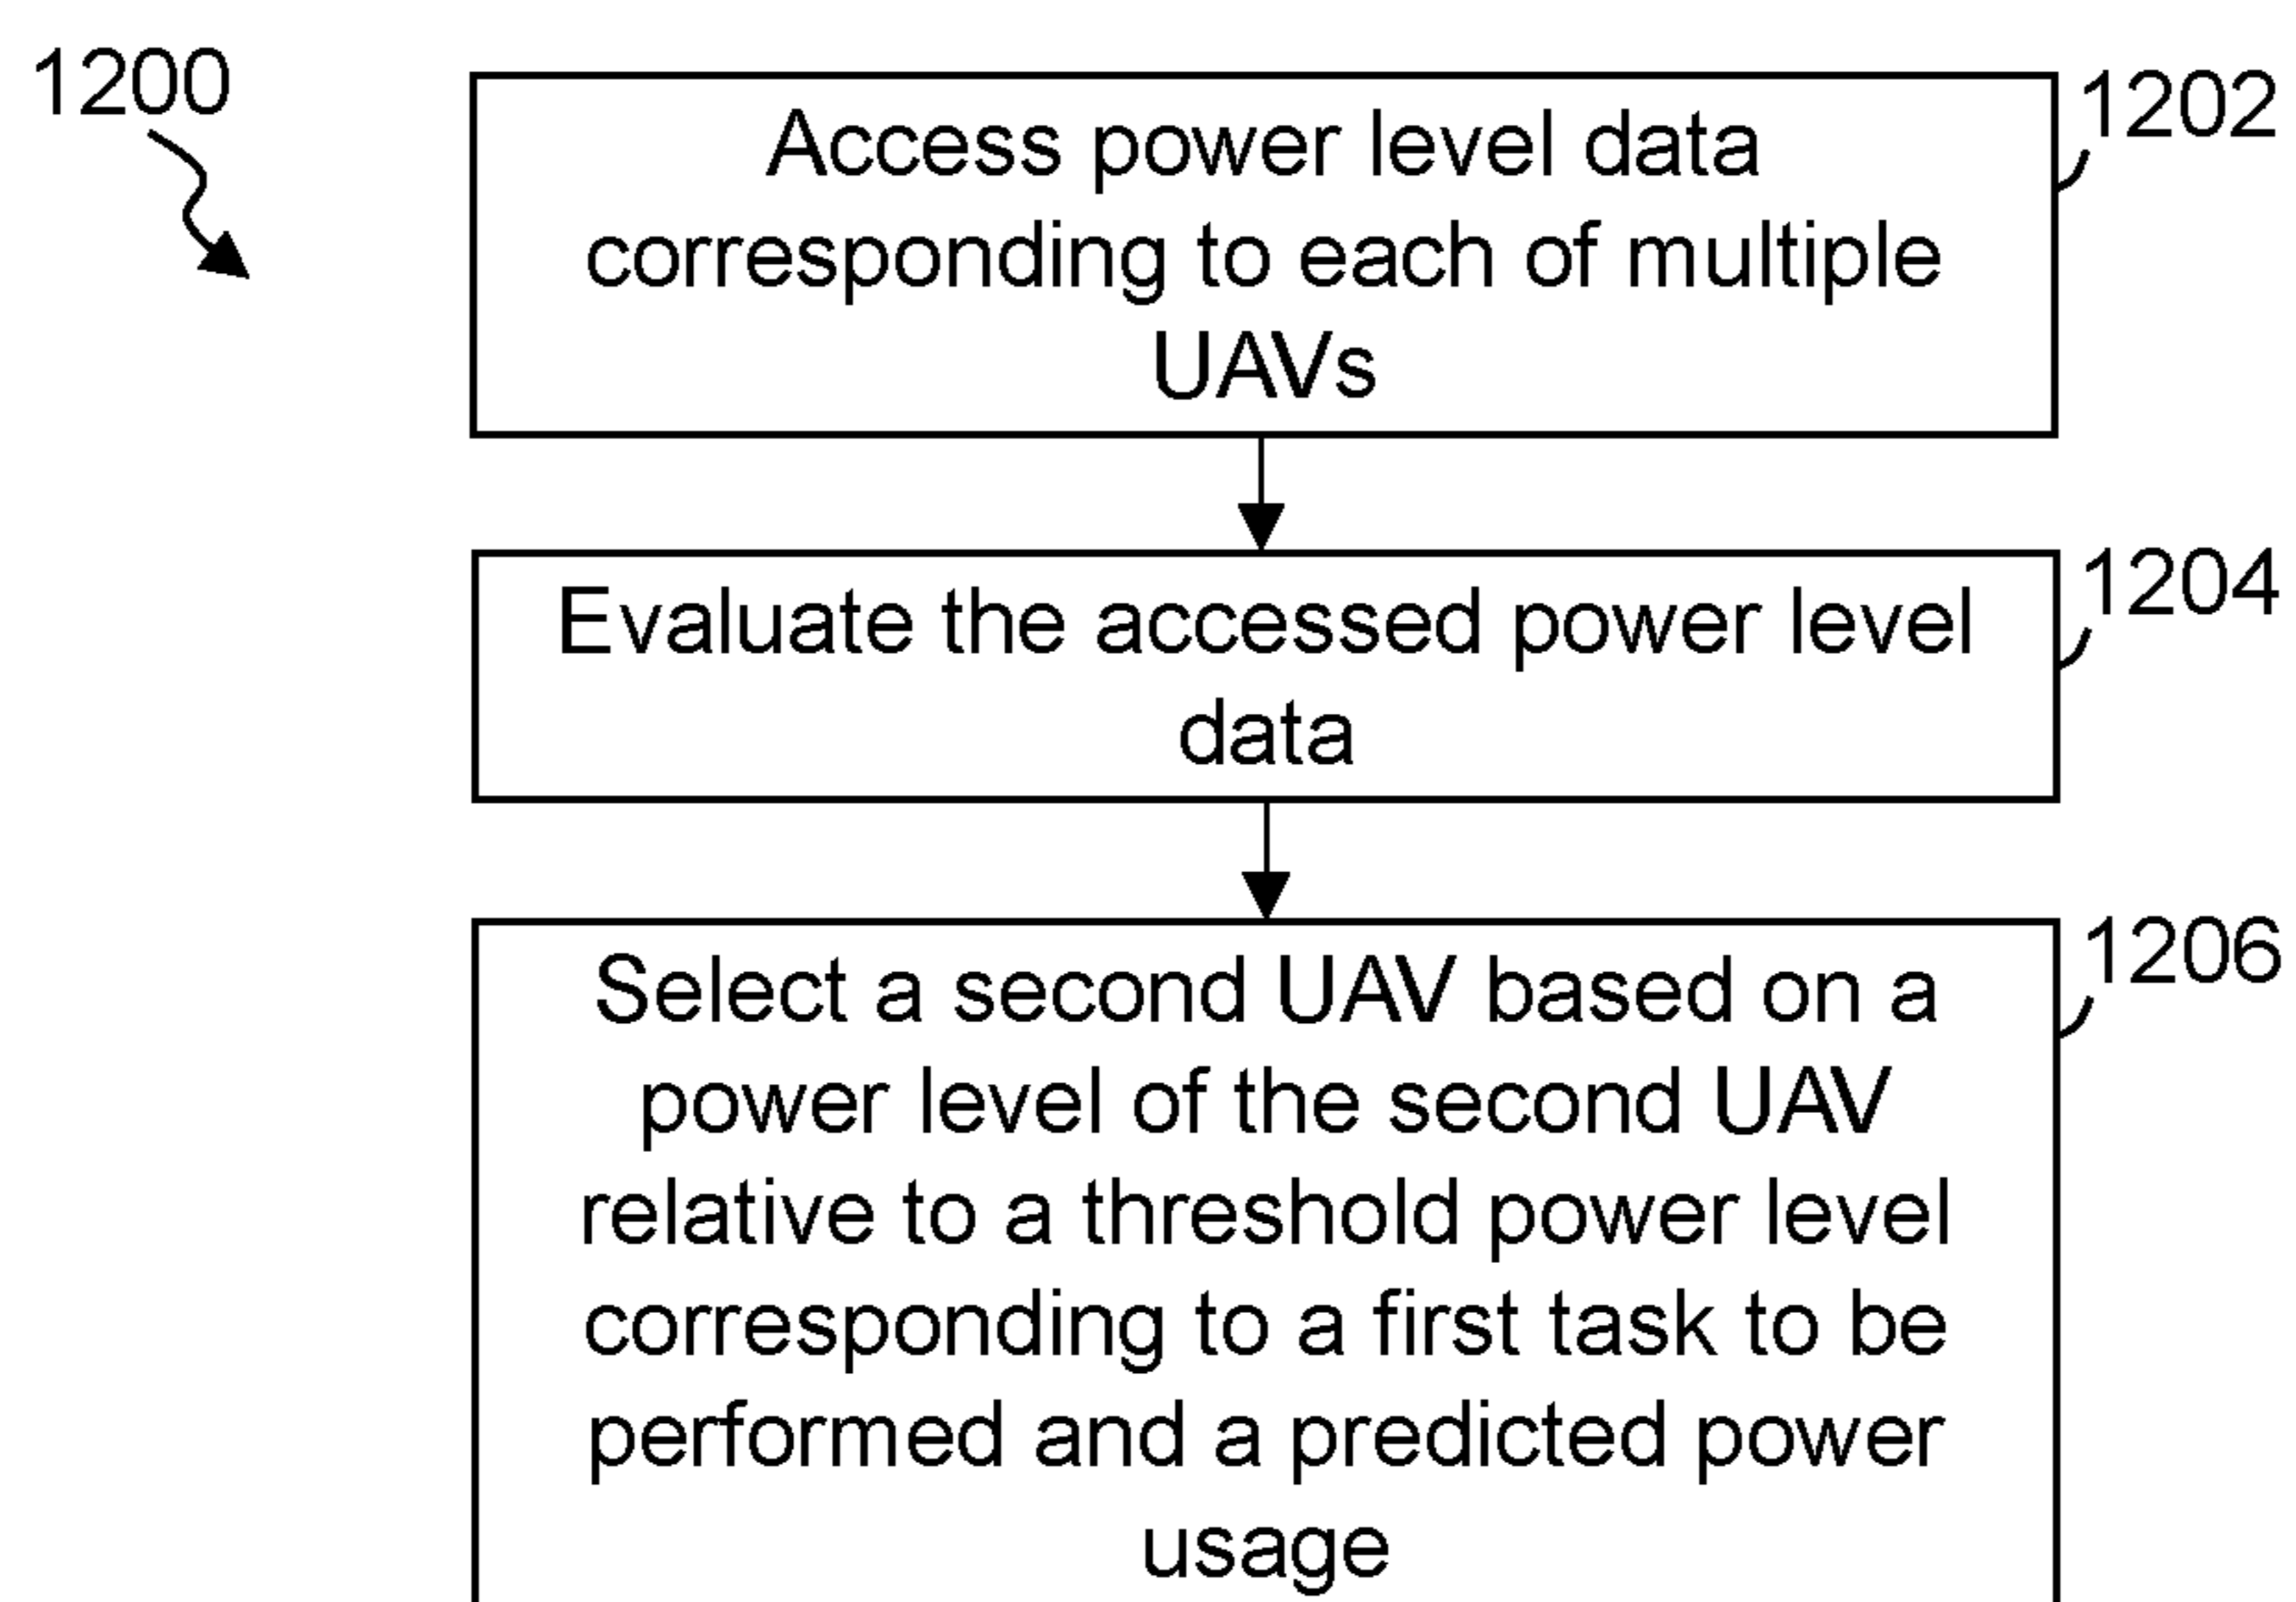 1200
1202
Access power level data
corresponding to each of multiple
UAVs
1204
Evaluate the accessed power level
data
1206
Select a second UAV based on a
power level of the second UAV
relative to a threshold power level
corresponding to a first task to be
performed and a predicted power
usage